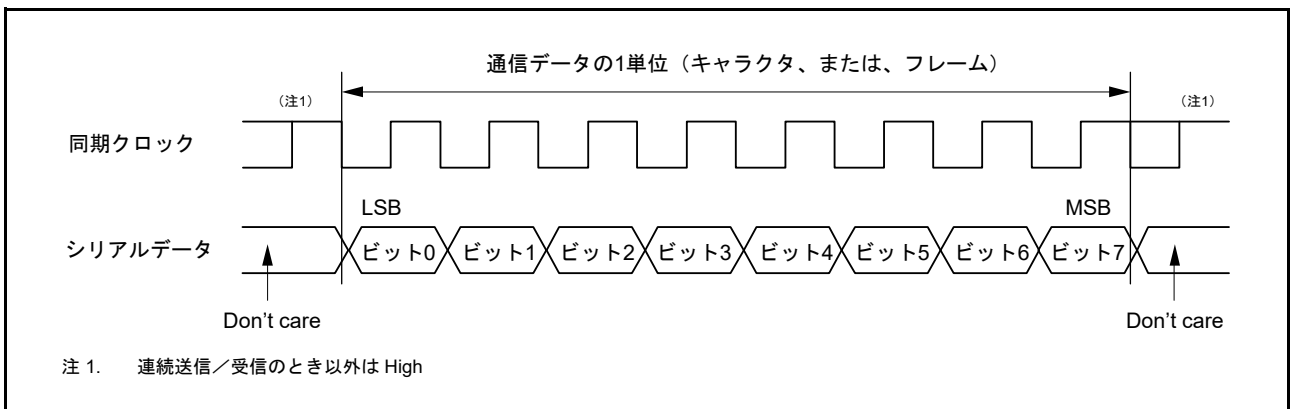 通信データの1単位（キャラクタ、または、フレーム）
（注1）
（注1）
同期クロック
LSB
MSB
シリアルデータ
ビット0
ビット1
ビット2
ビット3
ビット4
ビット5
ビット6
ビット7
Don't care
Don't care
注 1. 連続送信／受信のとき以外は High